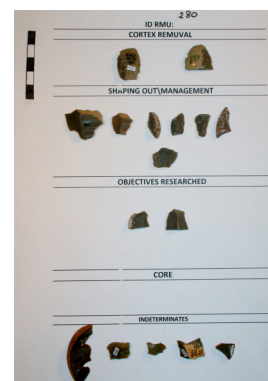 280
ID RMU:
CORTEX REMUVAL
SHAPING OUT\MANAGEMENT
OBJECTIVES RESEARCHED
CORE
INDETERMINATES